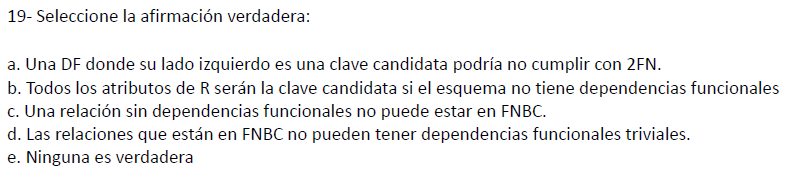 19- Seleccione la afirmación verdadera:
a. Una DF donde su lado izquierdo es una clave candidata podría no cumplir con 2FN.
b. Todos los atributos de R serán la clave candidata si el esquema no tiene dependencias funcionales
c. Una relación sin dependencias funcionales no puede estar en FNBC.
d. Las relaciones que están en FNBC no pueden tener dependencias funcionales triviales.
e. Ninguna es verdadera